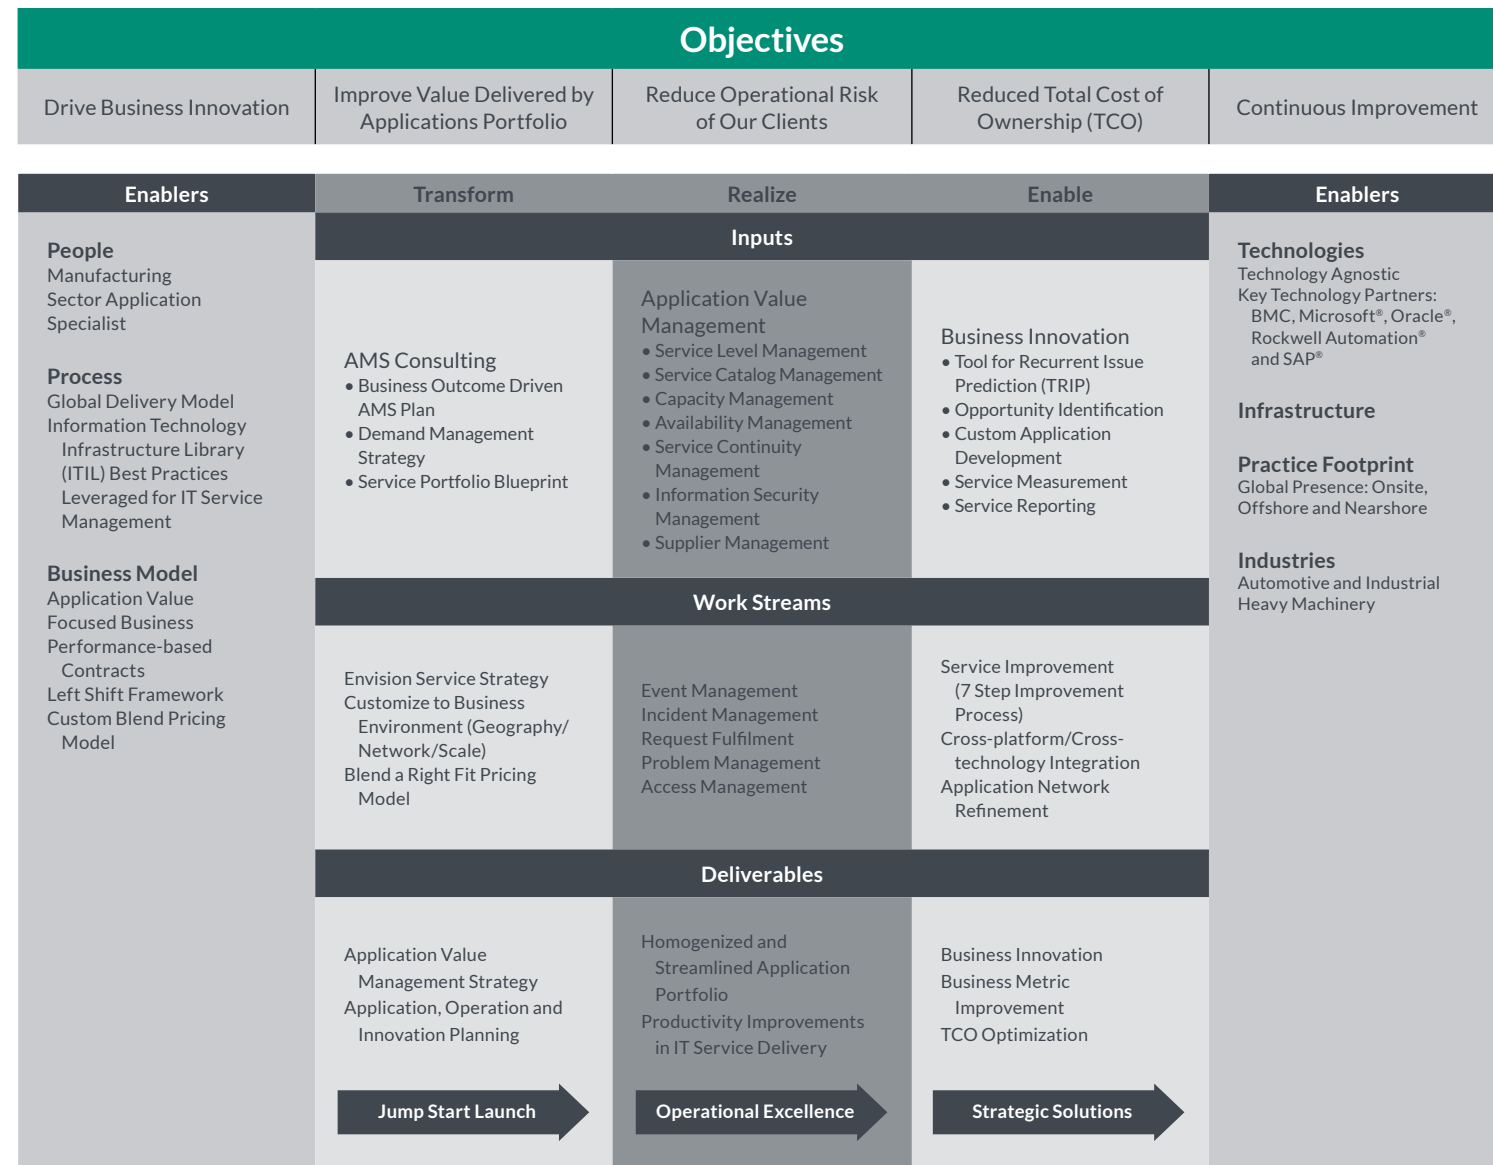 Objectives
Drive Business Innovation
Improve Value Delivered by
Applications Portfolio
Reduce Operational Risk
of Our Clients
Reduced Total Cost of
Ownership (TCO)
Continuous Improvement
Enablers
People
Manufacturing
Sector Application
Specialist
Process
Global Delivery Model
Information Technology
Infrastructure Library
(ITIL) Best Practices
Leveraged for IT Service
Management
Business Model
Application Value
Focused Business
Performance-based
Contracts
Left Shift Framework
Custom Blend Pricing
Model
Transform
Realize
Enable
Inputs
AMS Consulting
• Business Outcome Driven
AMS Plan
• Demand Management
Strategy
• Service Portfolio Blueprint
Application Value
Management
• Service Level Management
• Service Catalog Management
• Capacity Management
• Availability Management
• Service Continuity
Management
• Information Security
Management
• Supplier Management
Business Innovation
• Tool for Recurrent Issue
Prediction (TRIP)
• Opportunity Identification
• Custom Application
Development
• Service Measurement
• Service Reporting
Work Streams
Envision Service Strategy
Customize to Business
Environment (Geography/
Network/Scale)
Blend a Right Fit Pricing
Model
Event Management
Incident Management
Request Fulfilment
Problem Management
Access Management
Service Improvement
(7 Step Improvement
Process)
Cross-platform/Cross-
technology Integration
Application Network
Refinement
Deliverables
Application Value
Management Strategy
Application, Operation and
Innovation Planning
Homogenized and
Streamlined Application
Portfolio
Productivity Improvements
in IT Service Delivery
Business Innovation
Business Metric
Improvement
TCO Optimization
Jump Start Launch
Operational Excellence
Strategic Solutions
Enablers
Technologies
Technology Agnostic
Key Technology Partners:
BMC, Microsoft®, Oracle®,
Rockwell Automation®
and SAP®
Infrastructure
Practice Footprint
Global Presence: Onsite,
Offshore and Nearshore
Industries
Automotive and Industrial
Heavy Machinery